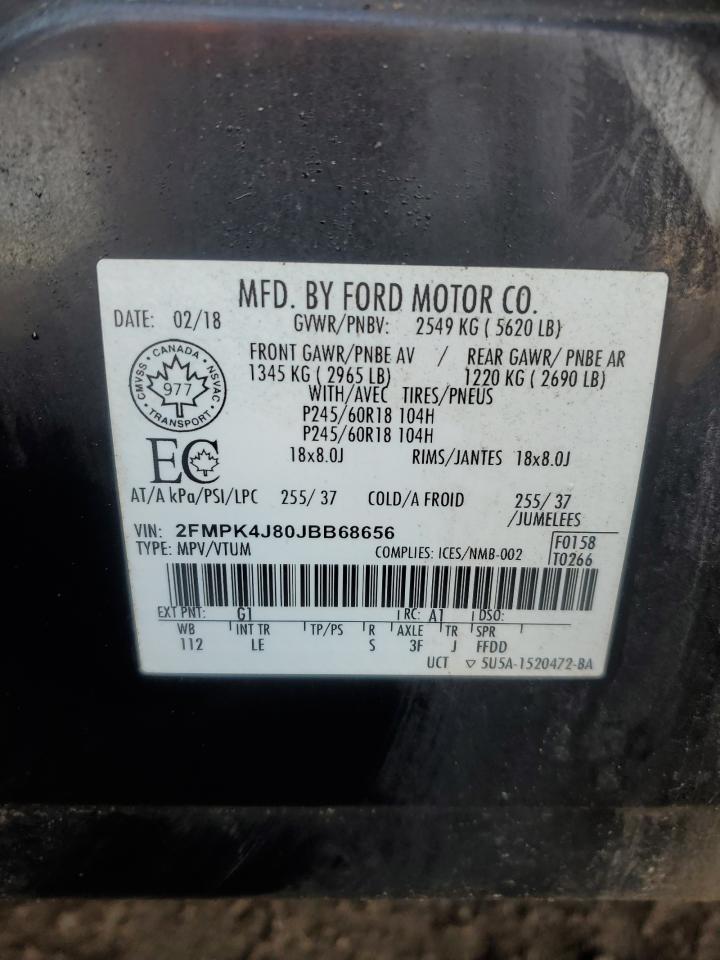 MFD. BY FORD MOTOR CO.
DATE: 02/18 GVWR/PNBV: 2549 KG ( 5620 LB)
FRONT GAWR/PNBE AV / REAR GAWR/ PNBE AR
1345 KG ( 2965 LB) 1220 KG ( 2690 LB)
WITH/AVEC TIRES/PNEUS
P245/60R18 104H
P245/60R18 104H
18x8.0J RIMS/JANTES 18x8.0J
CMVSS · CANADA · NSVAC
977
TRANSPORT
EC
AT/A kPa/PSI/LPC 255/ 37 COLD/A FROID 255/ 37
/JUMELEES
VIN: 2FMPK4J80JBB68656
TYPE: MPV/VTUM COMPLIES: ICES/NMB-002
F0158
T0266
EXT PNT: G1 RC: A1 DSO:
WB INT TR TP/PS R AXLE TR SPR
112 LE S 3F J FFDD
UCT ▽ 5U5A-1520472-BA